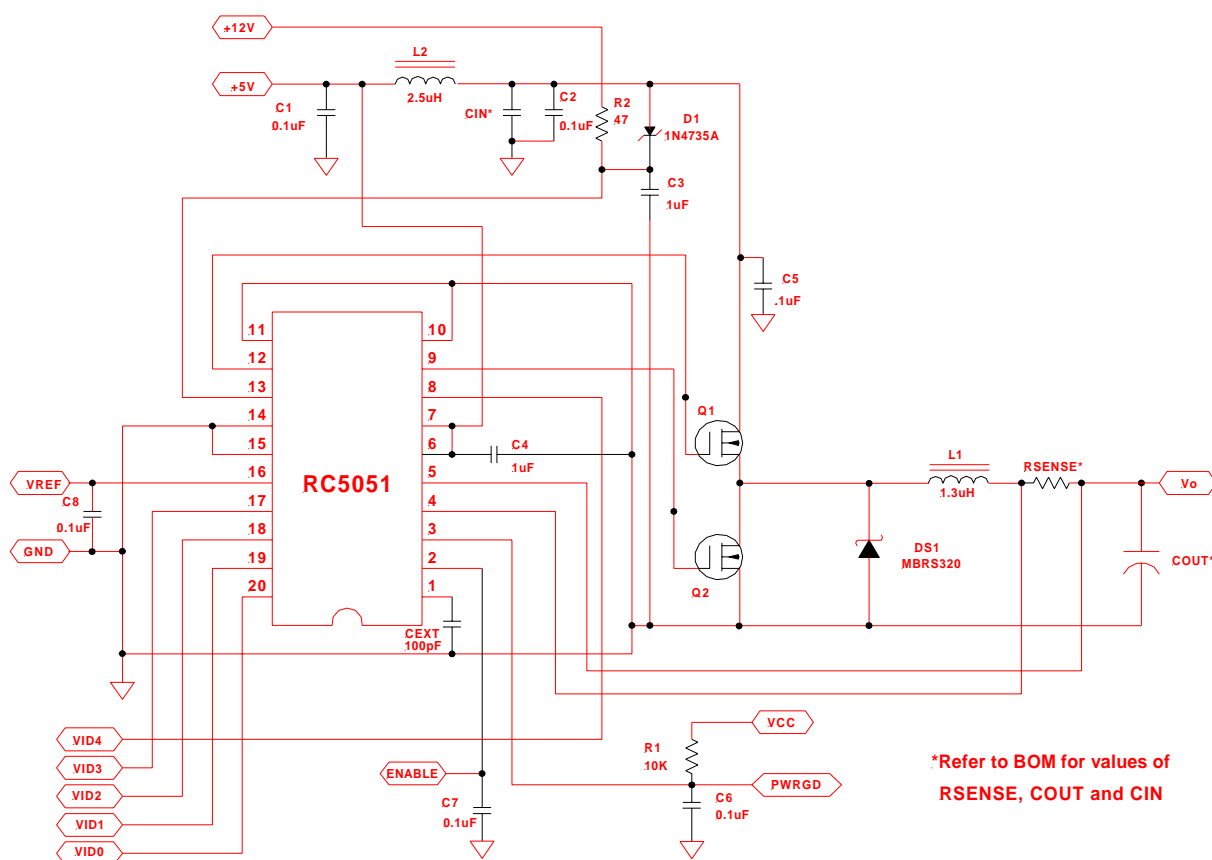 +12V
L2
+5V
2.5uH
C1
0.1uF
CIN*
C2
0.1uF
R2
47
D1
1N4735A
C3
1uF
C5
.1uF
11
10
12
9
13
8
14
7
15
6
16
5
17
4
18
3
19
2
20
1
RC5051
C4
1uF
Q1
Q2
L1
1.3uH
RSENSE*
Vo
VREF
C8
0.1uF
GND
DS1
MBRS320
COUT*
CEXT
100pF
VID4
VID3
VID2
VID1
VID0
ENABLE
C7
0.1uF
VCC
R1
10K
PWRGD
C6
0.1uF
*Refer to BOM for values of
RSENSE, COUT and CIN